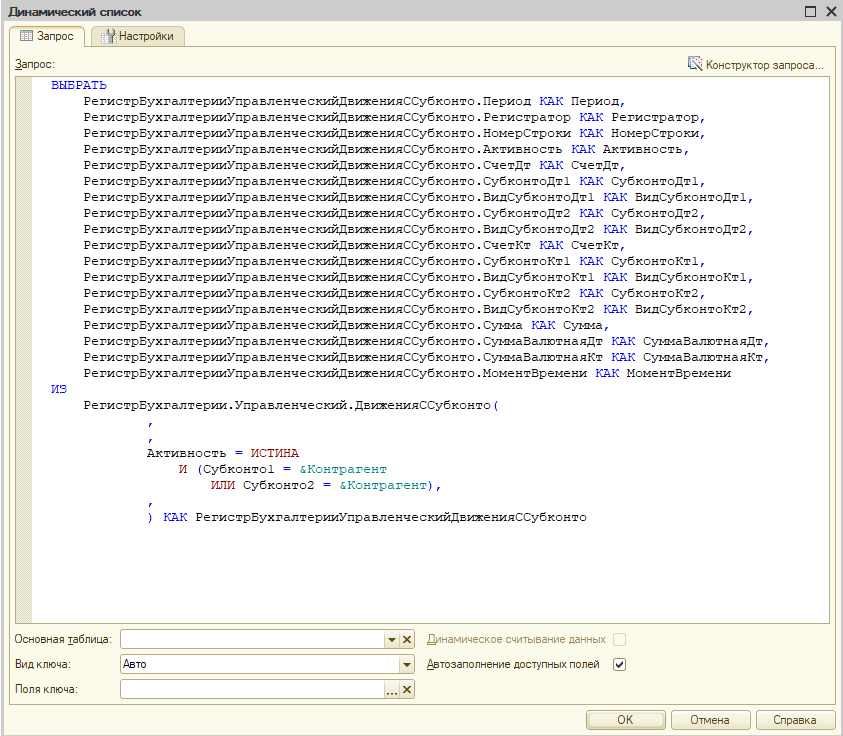 Динамический список
Запрос
Настройки
Запрос:
Конструктор запроса...
ВЫБРАТЬ
РегистрБухгалтерииУправленческийДвиженияССубконто.Период КАК Период,
РегистрБухгалтерииУправленческийДвиженияССубконто.Регистратор КАК Регистратор,
РегистрБухгалтерииУправленческийДвиженияССубконто.НомерСтроки КАК НомерСтроки,
РегистрБухгалтерииУправленческийДвиженияССубконто.Активность КАК Активность,
РегистрБухгалтерииУправленческийДвиженияССубконто.СчетДт КАК СчетДт,
РегистрБухгалтерииУправленческийДвиженияССубконто.СубконтоДт1 КАК СубконтоДт1,
РегистрБухгалтерииУправленческийДвиженияССубконто.ВидСубконтоДт1 КАК ВидСубконтоДт1,
РегистрБухгалтерииУправленческийДвиженияССубконто.СубконтоДт2 КАК СубконтоДт2,
РегистрБухгалтерииУправленческийДвиженияССубконто.ВидСубконтоДт2 КАК ВидСубконтоДт2,
РегистрБухгалтерииУправленческийДвиженияССубконто.СчетКт КАК СчетКт,
РегистрБухгалтерииУправленческийДвиженияССубконто.СубконтоКт1 КАК СубконтоКт1,
РегистрБухгалтерииУправленческийДвиженияССубконто.ВидСубконтоКт1 КАК ВидСубконтоКт1,
РегистрБухгалтерииУправленческийДвиженияССубконто.СубконтоКт2 КАК СубконтоКт2,
РегистрБухгалтерииУправленческийДвиженияССубконто.ВидСубконтоКт2 КАК ВидСубконтоКт2,
РегистрБухгалтерииУправленческийДвиженияССубконто.Сумма КАК Сумма,
РегистрБухгалтерииУправленческийДвиженияССубконто.СуммаВалютнаяДт КАК СуммаВалютнаяДт,
РегистрБухгалтерииУправленческийДвиженияССубконто.СуммаВалютнаяКт КАК СуммаВалютнаяКт,
РегистрБухгалтерииУправленческийДвиженияССубконто.МоментВремени КАК МоментВремени
ИЗ
РегистрБухгалтерии.Управленческий.ДвиженияССубконто(
,
,
Активность = ИСТИНА
И (Субконто1 = &Контрагент
ИЛИ Субконто2 = &Контрагент),
,
) КАК РегистрБухгалтерииУправленческийДвиженияССубконто
Основная таблица:
Динамическое считывание данных
Вид ключа:
Авто
Автозаполнение доступных полей
Поля ключа:
...
OK
Отмена
Справка